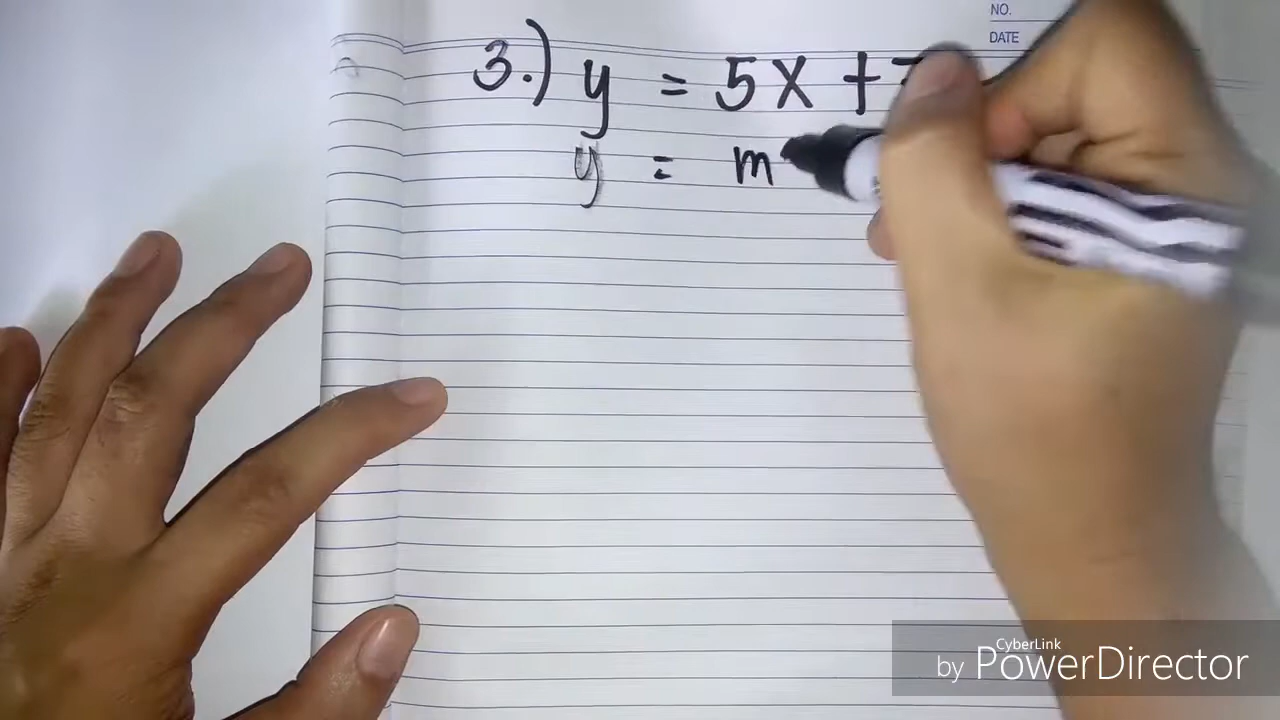 NO.
DATE
3.) y = 5x +
y = m
CyberLink
by PowerDirector